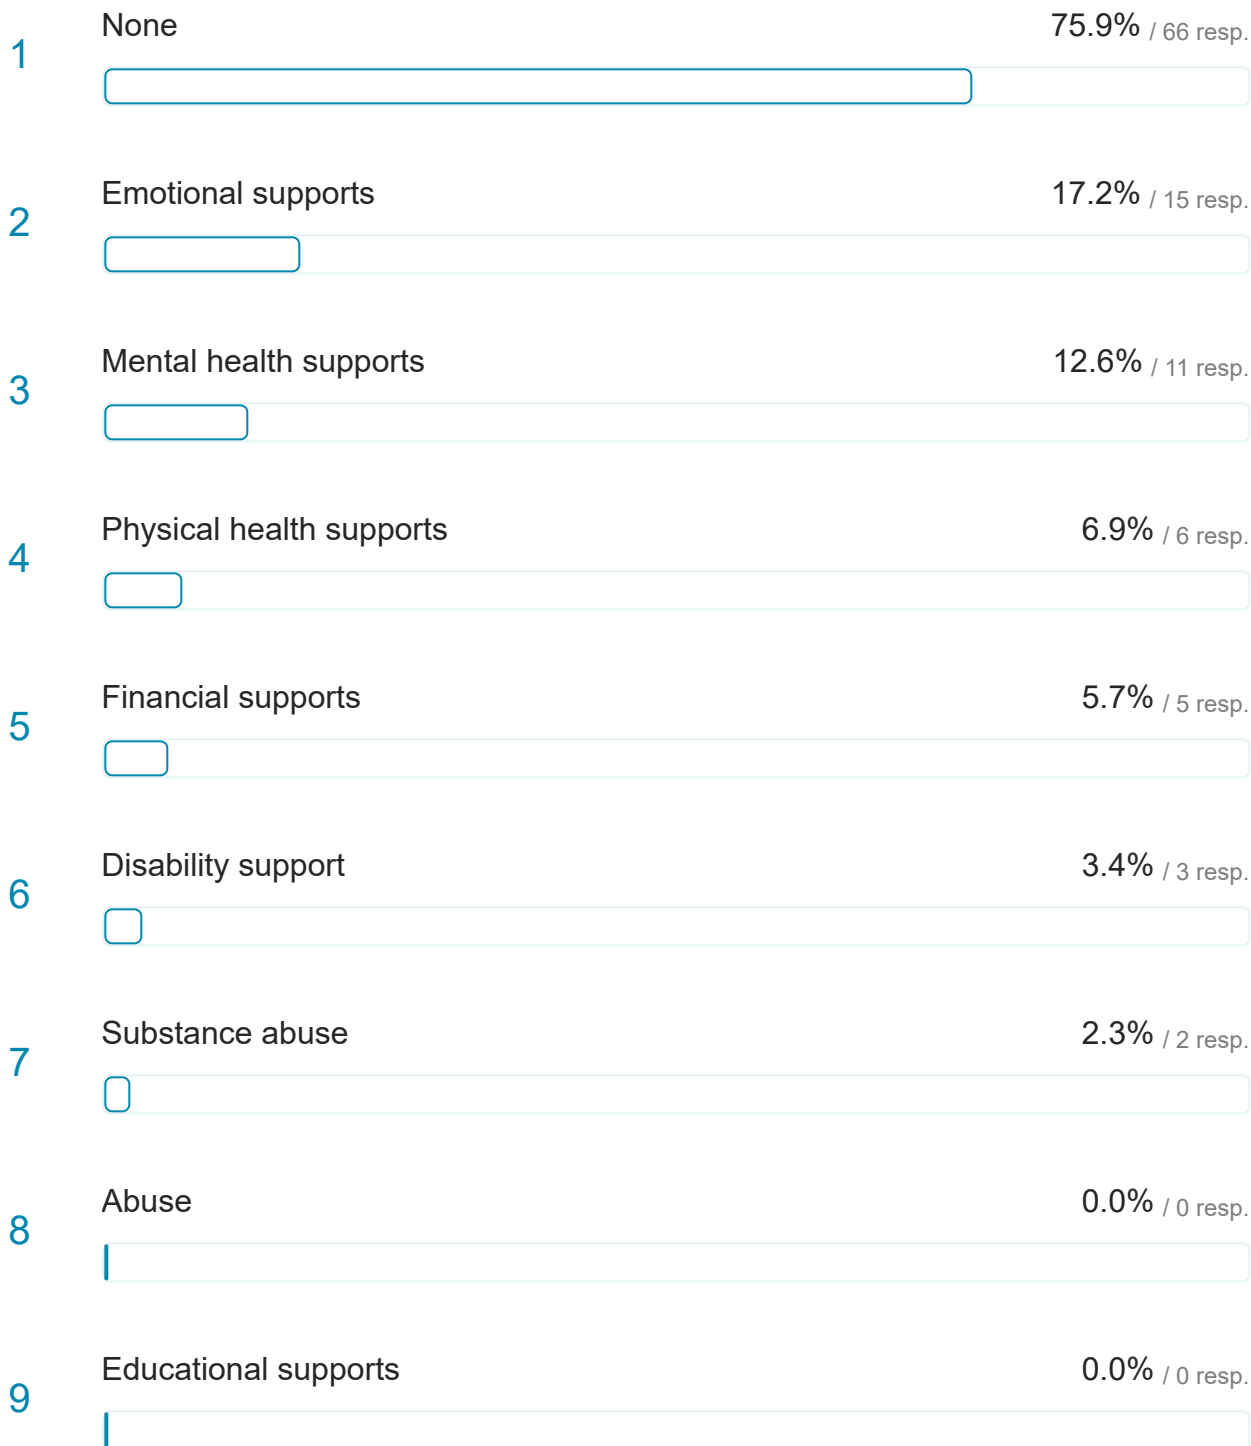 1 None 75.9% / 66 resp.
2 Emotional supports 17.2% / 15 resp.
3 Mental health supports 12.6% / 11 resp.
4 Physical health supports 6.9% / 6 resp.
5 Financial supports 5.7% / 5 resp.
6 Disability support 3.4% / 3 resp.
7 Substance abuse 2.3% / 2 resp.
8 Abuse 0.0% / 0 resp.
9 Educational supports 0.0% / 0 resp.